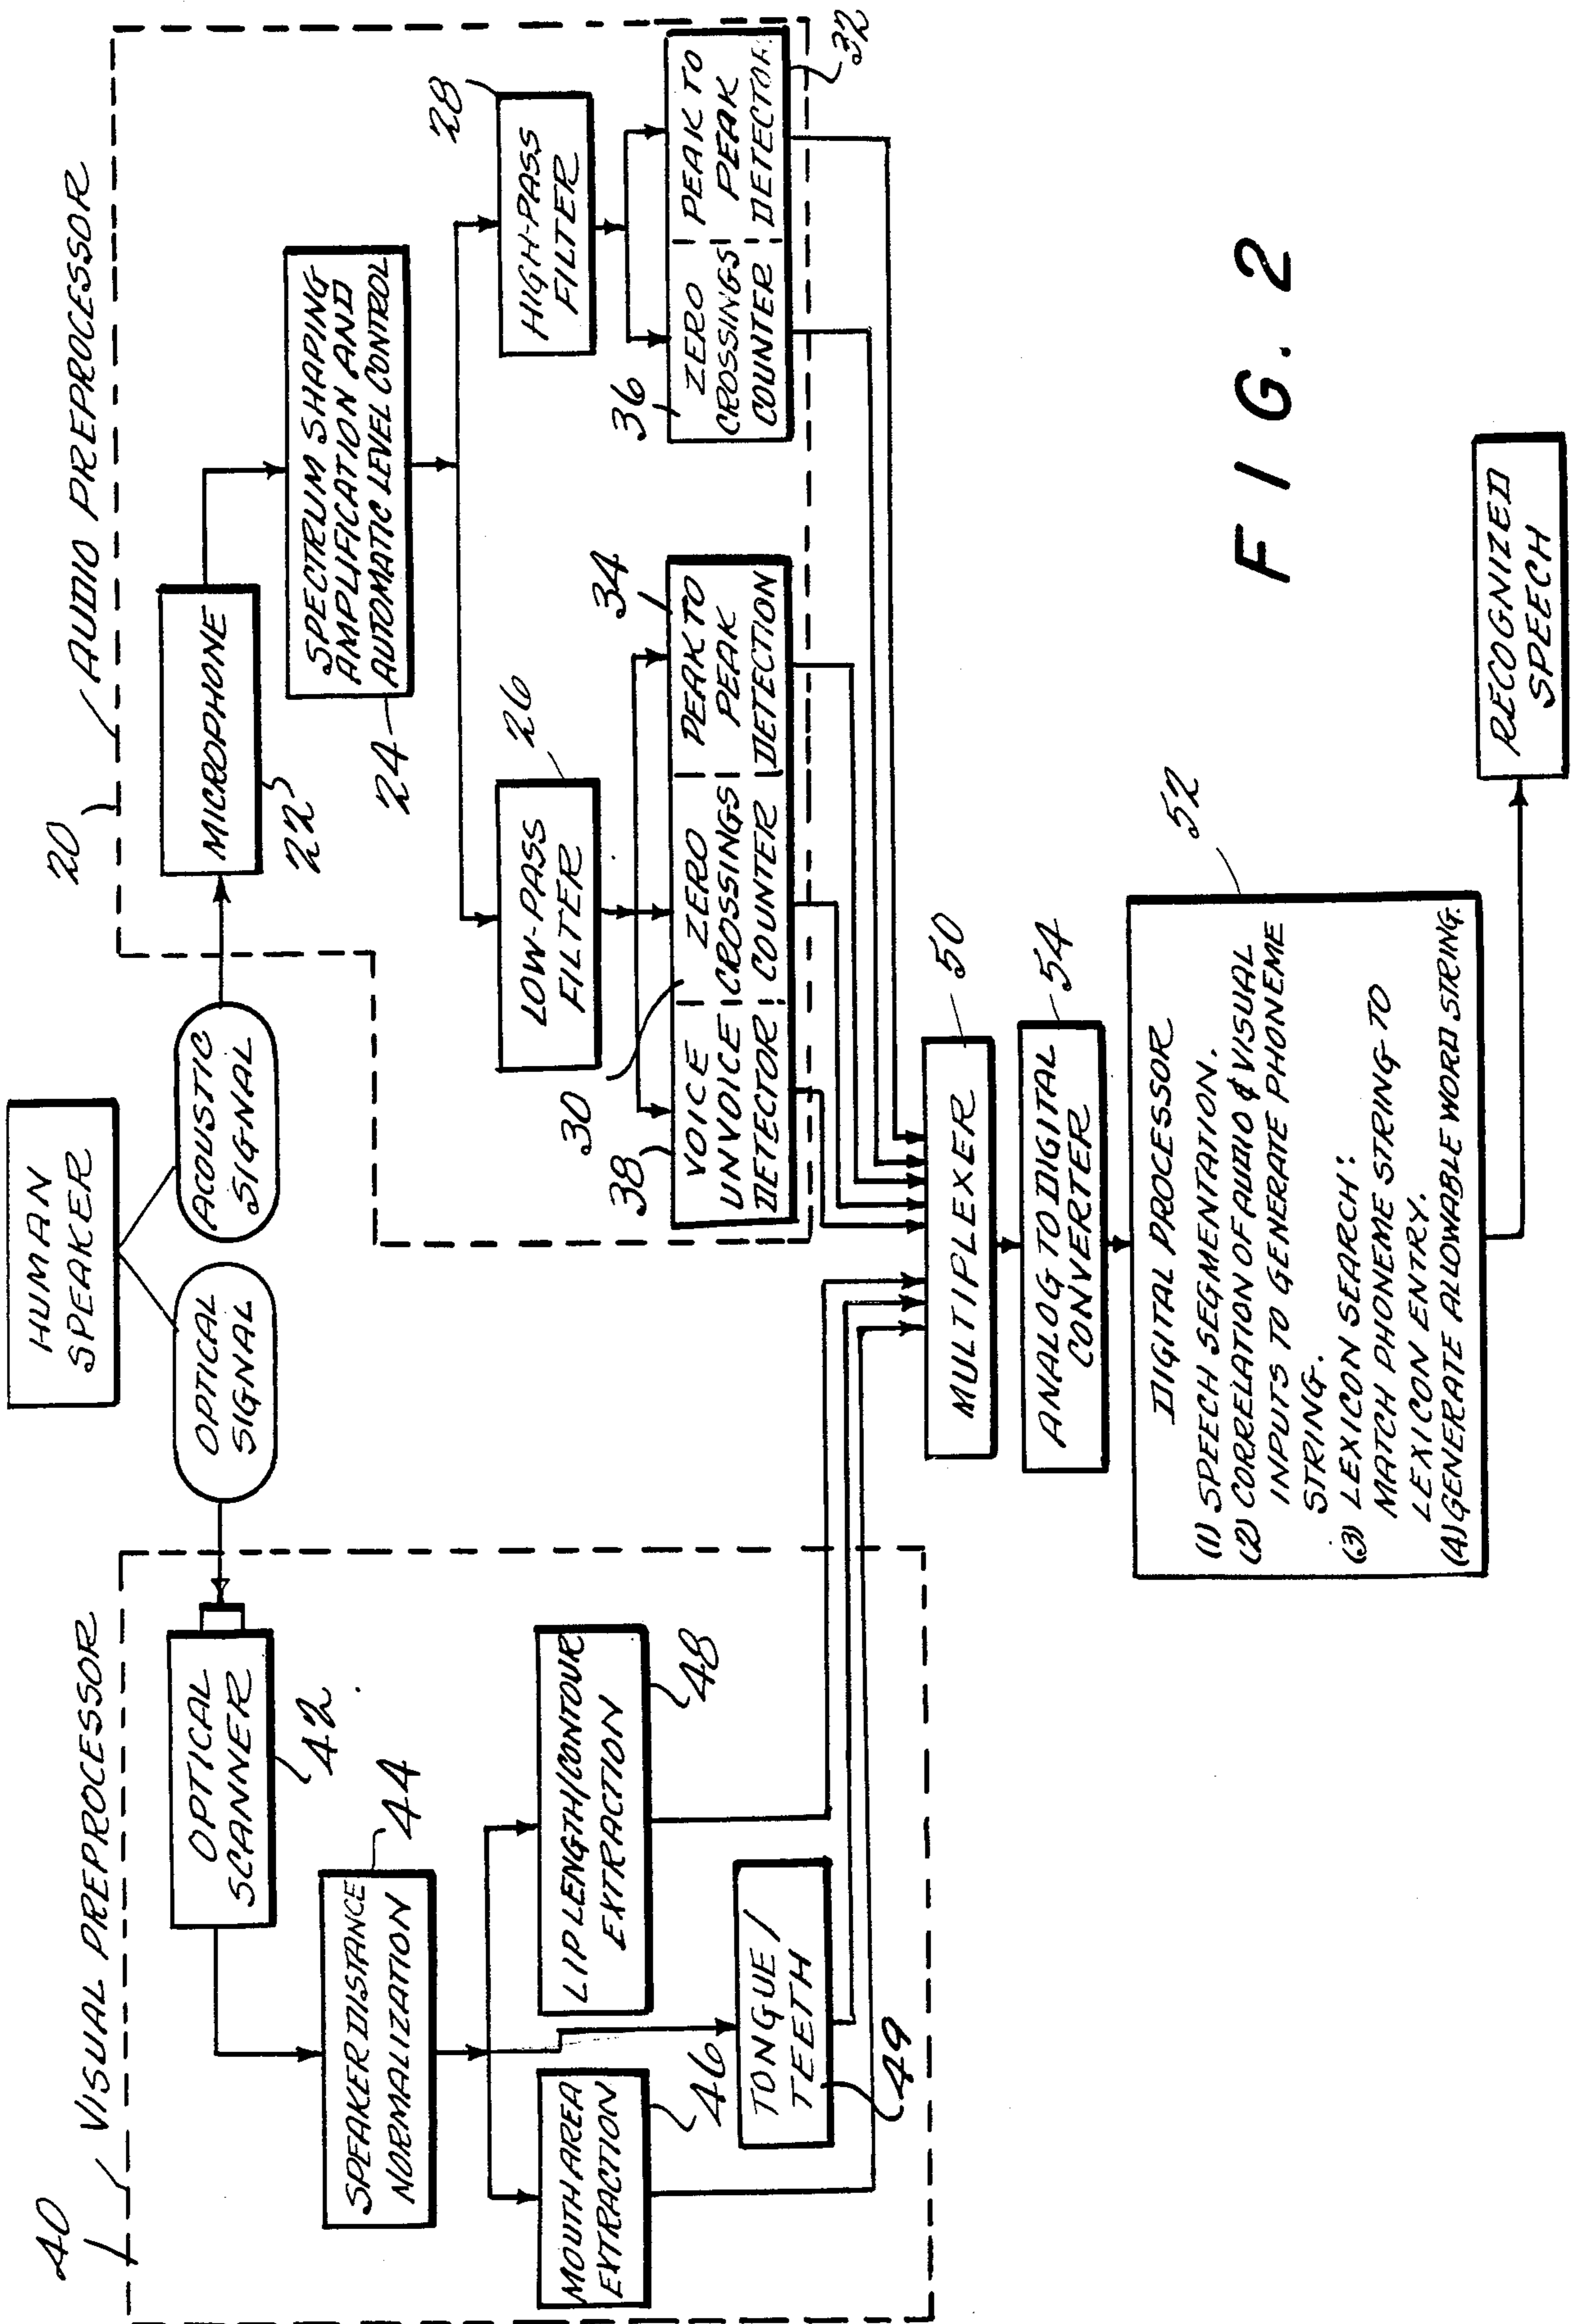 HUMAN
SPEAKER
OPTICAL
SIGNAL
ACOUSTIC
SIGNAL
40
VISUAL PREPROCESSOR
OPTICAL
SCANNER
42
SPEAKER DISTANCE
NORMALIZATION
44
MOUTH AREA
EXTRACTION
46
LIP LENGTH/CONTOUR
EXTRACTION
48
TONGUE/
TEETH
49
20
AUDIO PREPROCESSOR
MICROPHONE
22
SPECTRUM SHAPING
AMPLIFICATION AND
AUTOMATIC LEVEL CONTROL
24
LOW-PASS
FILTER
26
HIGH-PASS
FILTER
28
30
38
VOICE
UNVOICE
DETECTOR
ZERO
CROSSINGS
COUNTER
PEAK TO
PEAK
DETECTION
34
36
ZERO
CROSSINGS
COUNTER
PEAK TO
PEAK
DETECTOR
32
MULTIPLEXER
50
ANALOG TO DIGITAL
CONVERTER
54
DIGITAL PROCESSOR
(1) SPEECH SEGMENTATION.
(2) CORRELATION OF AUDIO & VISUAL
INPUTS TO GENERATE PHONEME
STRING.
(3) LEXICON SEARCH:
MATCH PHONEME STRING TO
LEXICON ENTRY.
(4) GENERATE ALLOWABLE WORD STRING.
52
RECOGNIZED
SPEECH
FIG. 2